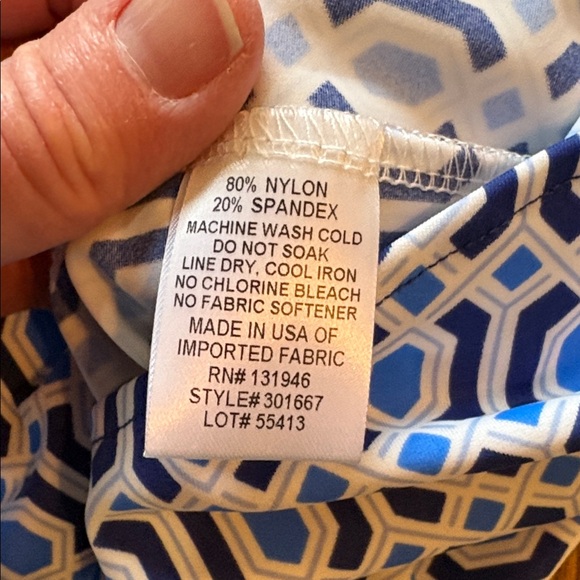 80% NYLON
20% SPANDEX
MACHINE WASH COLD
DO NOT SOAK
LINE DRY, COOL IRON
NO CHLORINE BLEACH
NO FABRIC SOFTENER
MADE IN USA OF
IMPORTED FABRIC
RN# 131946
STYLE# 301667
LOT# 55413